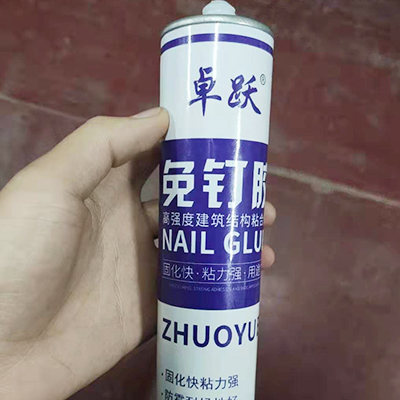 卓跃®
免钉胶
高强度建筑结构粘合
NAIL GLU
固化快·粘力强·用途
ZHUOYUE
·固化快粘力强